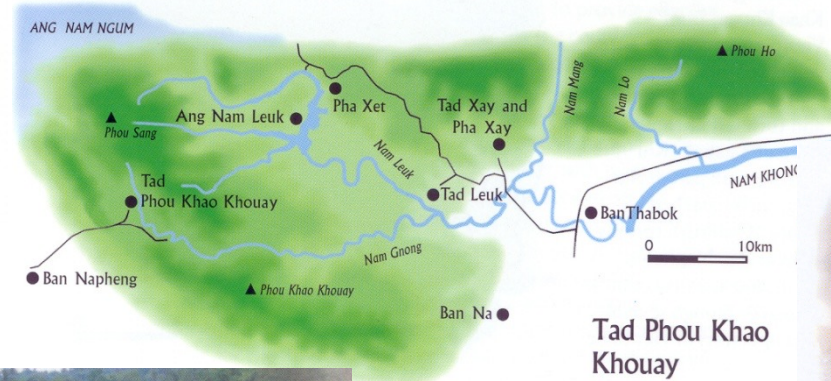 ANG NAM NGUM
Phou Ho
Pha Xet
Ang Nam Leuk
Tad Xay and
Pha Xay
Nam Mang
Nam Lo
Phou Sang
Nam Leuk
Tad
Phou Khao Khouay
Tad Leuk
NAM KHONG
Ban Thabok
Nam Gnong
0 10km
Ban Napheng
Phou Khao Khouay
Ban Na
Tad Phou Khao
Khouay